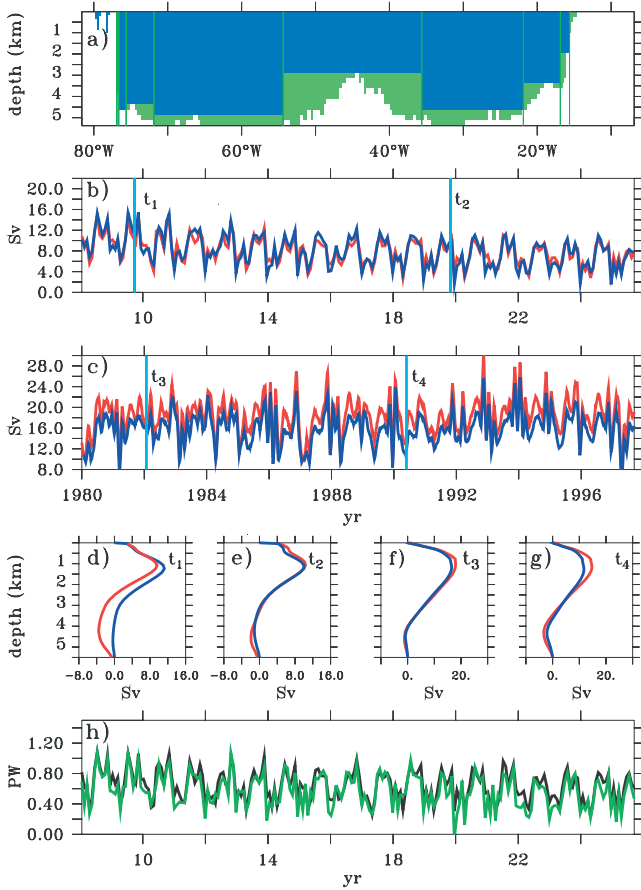 a)
depth (km)
1
2
3
4
5
80°W 60°W 40°W 20°W
b)
t1
t2
Sv
20.0
16.0
12.0
8.0
4.0
0.0
10 14 18 22
c)
t3
t4
Sv
28.0
24.0
20.0
16.0
12.0
8.0
1980 1984 1988 1992 1996
yr
depth (km)
1
2
3
4
5
d) t1
-8.0 0.0 8.0 16.0
Sv
e) t2
-8.0 0.0 8.0 16.0
Sv
f) t3
0. 20.
Sv
g) t4
0. 20.
Sv
h)
PW
1.20
0.80
0.40
0.00
10 14 18 22
yr